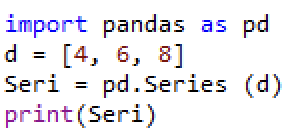 import pandas as pd
d = [4, 6, 8]
Seri = pd.Series (d)
print(Seri)